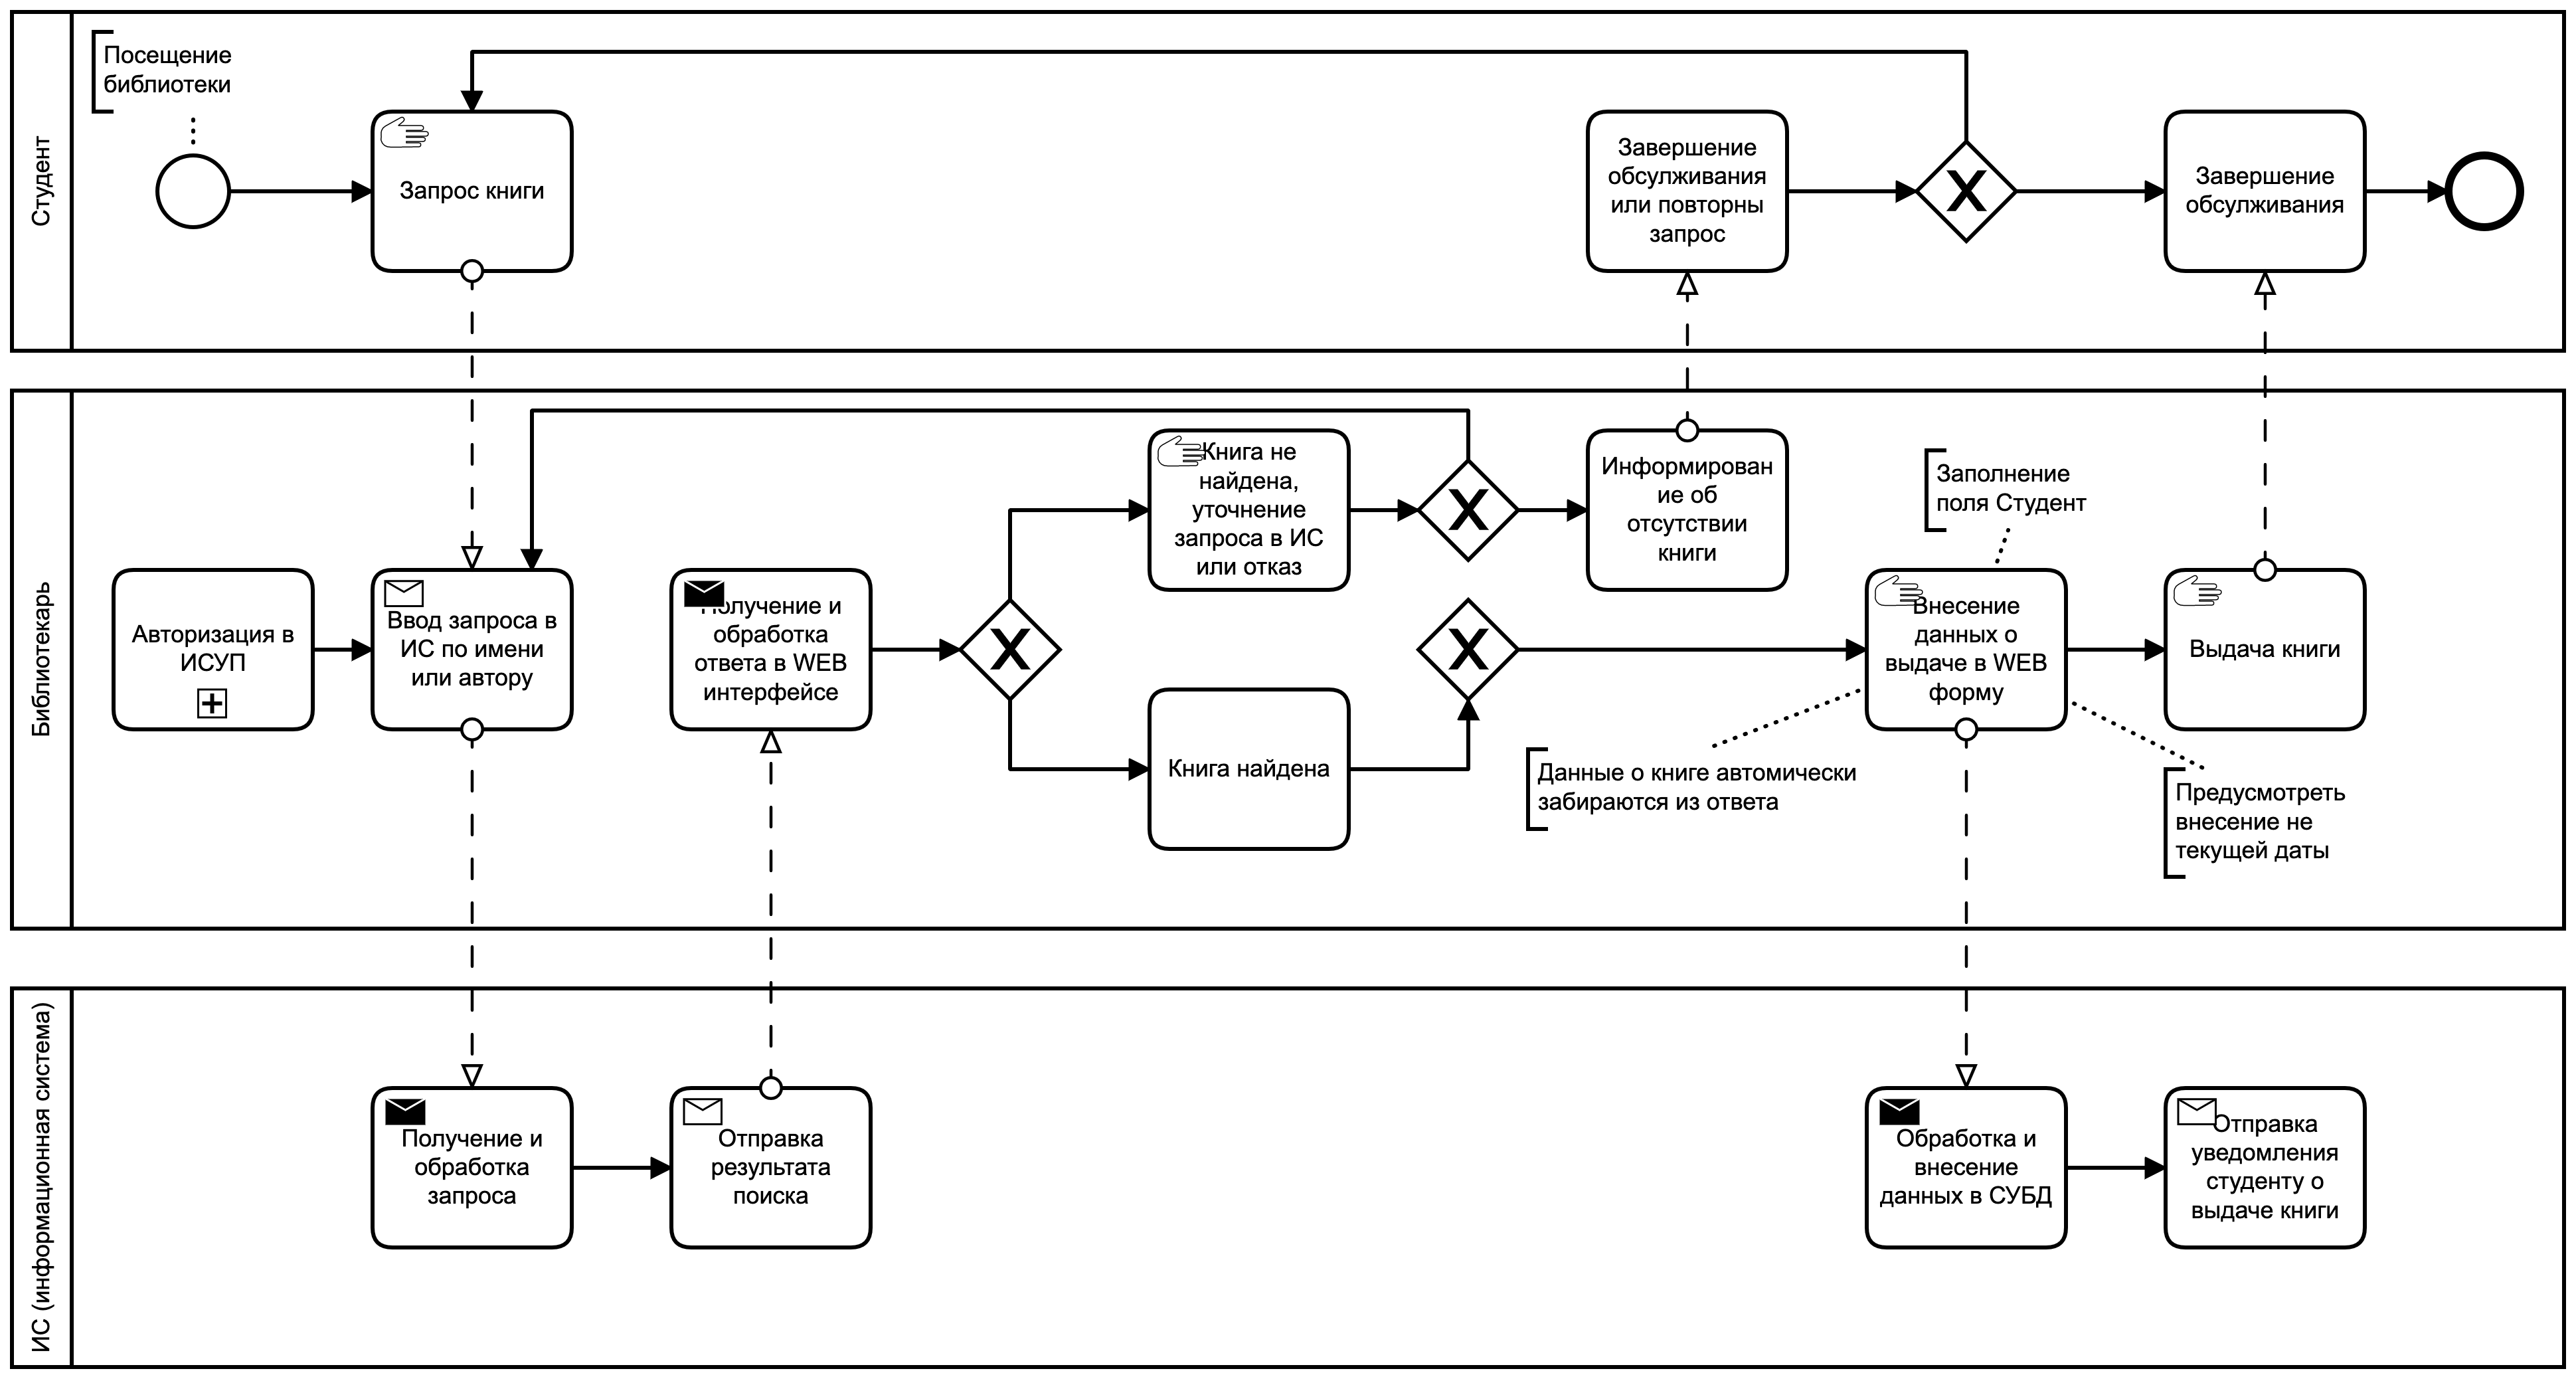 Студент
Посещение
библиотеки
Запрос книги
Завершение
обсулживания
или повторны
запрос
X
Завершение
обсулживания
Библиотекарь
Авторизация в
ИСУП
Ввод запроса в
ИС по имени
или автору
Получение и
обработка
ответа в WEB
интерфейсе
X
Книга не
найдена,
уточнение
запроса в ИС
или отказ
X
Информирован
ие об
отсутствии
книги
Книга найдена
X
Заполнение
поля Студент
Внесение
данных о
выдаче в WEB
форму
Выдача книги
Данные о книге автомически
забираются из ответа
Предусмотреть
внесение не
текущей даты
ИС (информационная система)
Получение и
обработка
запроса
Отправка
результата
поиска
Обработка и
внесение
данных в СУБД
Отправка
уведомления
студенту о
выдаче книги